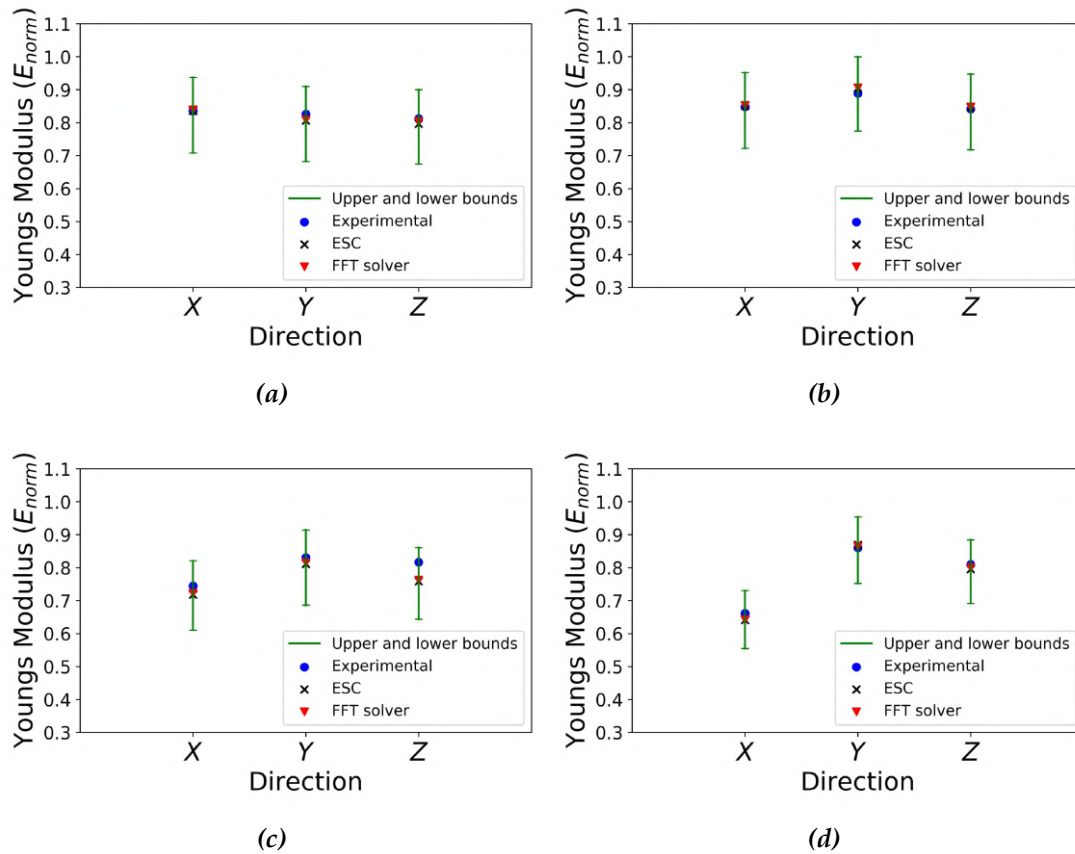 1.1
1.0
0.9
0.8
0.7
0.6
0.5
0.4
0.3
Youngs Modulus (E_norm)
Upper and lower bounds
Experimental
ESC
FFT solver
X Y Z
Direction
(a)
1.1
1.0
0.9
0.8
0.7
0.6
0.5
0.4
0.3
Youngs Modulus (E_norm)
Upper and lower bounds
Experimental
ESC
FFT solver
X Y Z
Direction
(b)
1.1
1.0
0.9
0.8
0.7
0.6
0.5
0.4
0.3
Youngs Modulus (E_norm)
Upper and lower bounds
Experimental
ESC
FFT solver
X Y Z
Direction
(c)
1.1
1.0
0.9
0.8
0.7
0.6
0.5
0.4
0.3
Youngs Modulus (E_norm)
Upper and lower bounds
Experimental
ESC
FFT solver
X Y Z
Direction
(d)